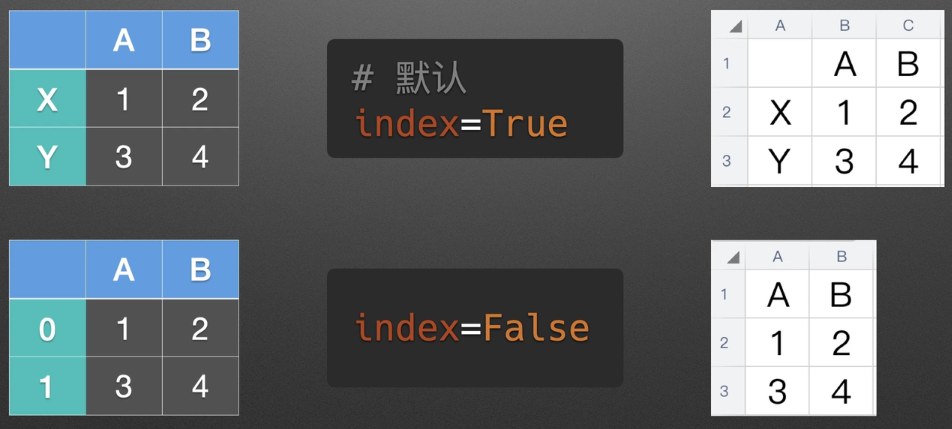 A B
X 1 2
Y 3 4
# 默认
index=True
A B C
1 A B
2 X 1 2
3 Y 3 4
A B
0 1 2
1 3 4
index=False
A B
1 A B
2 1 2
3 3 4